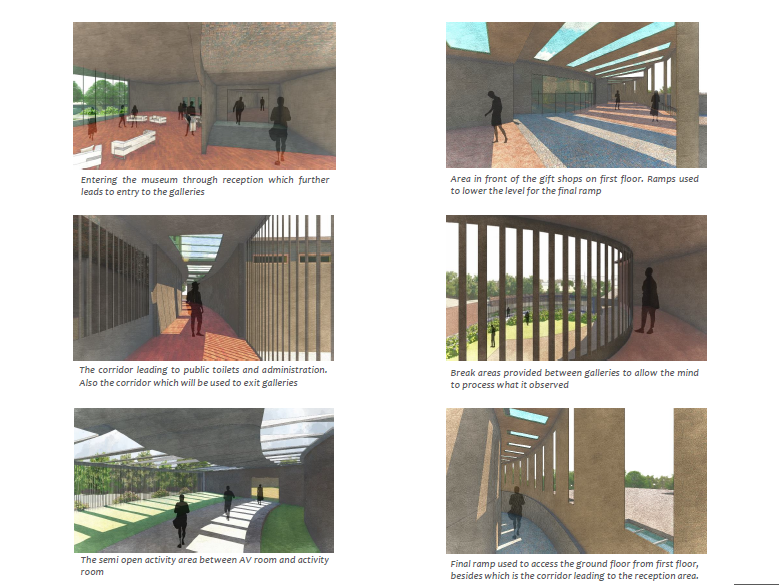 Entering the museum through reception which further
leads to entry to the galleries
Area in front of the gift shops on first floor. Ramps used
to lower the level for the final ramp
The corridor leading to public toilets and administration.
Also the corridor which will be used to exit galleries
Break areas provided between galleries to allow the mind
to process what it observed
The semi open activity area between AV room and activity
room
Final ramp used to access the ground floor from first floor,
besides which is the corridor leading to the reception area.